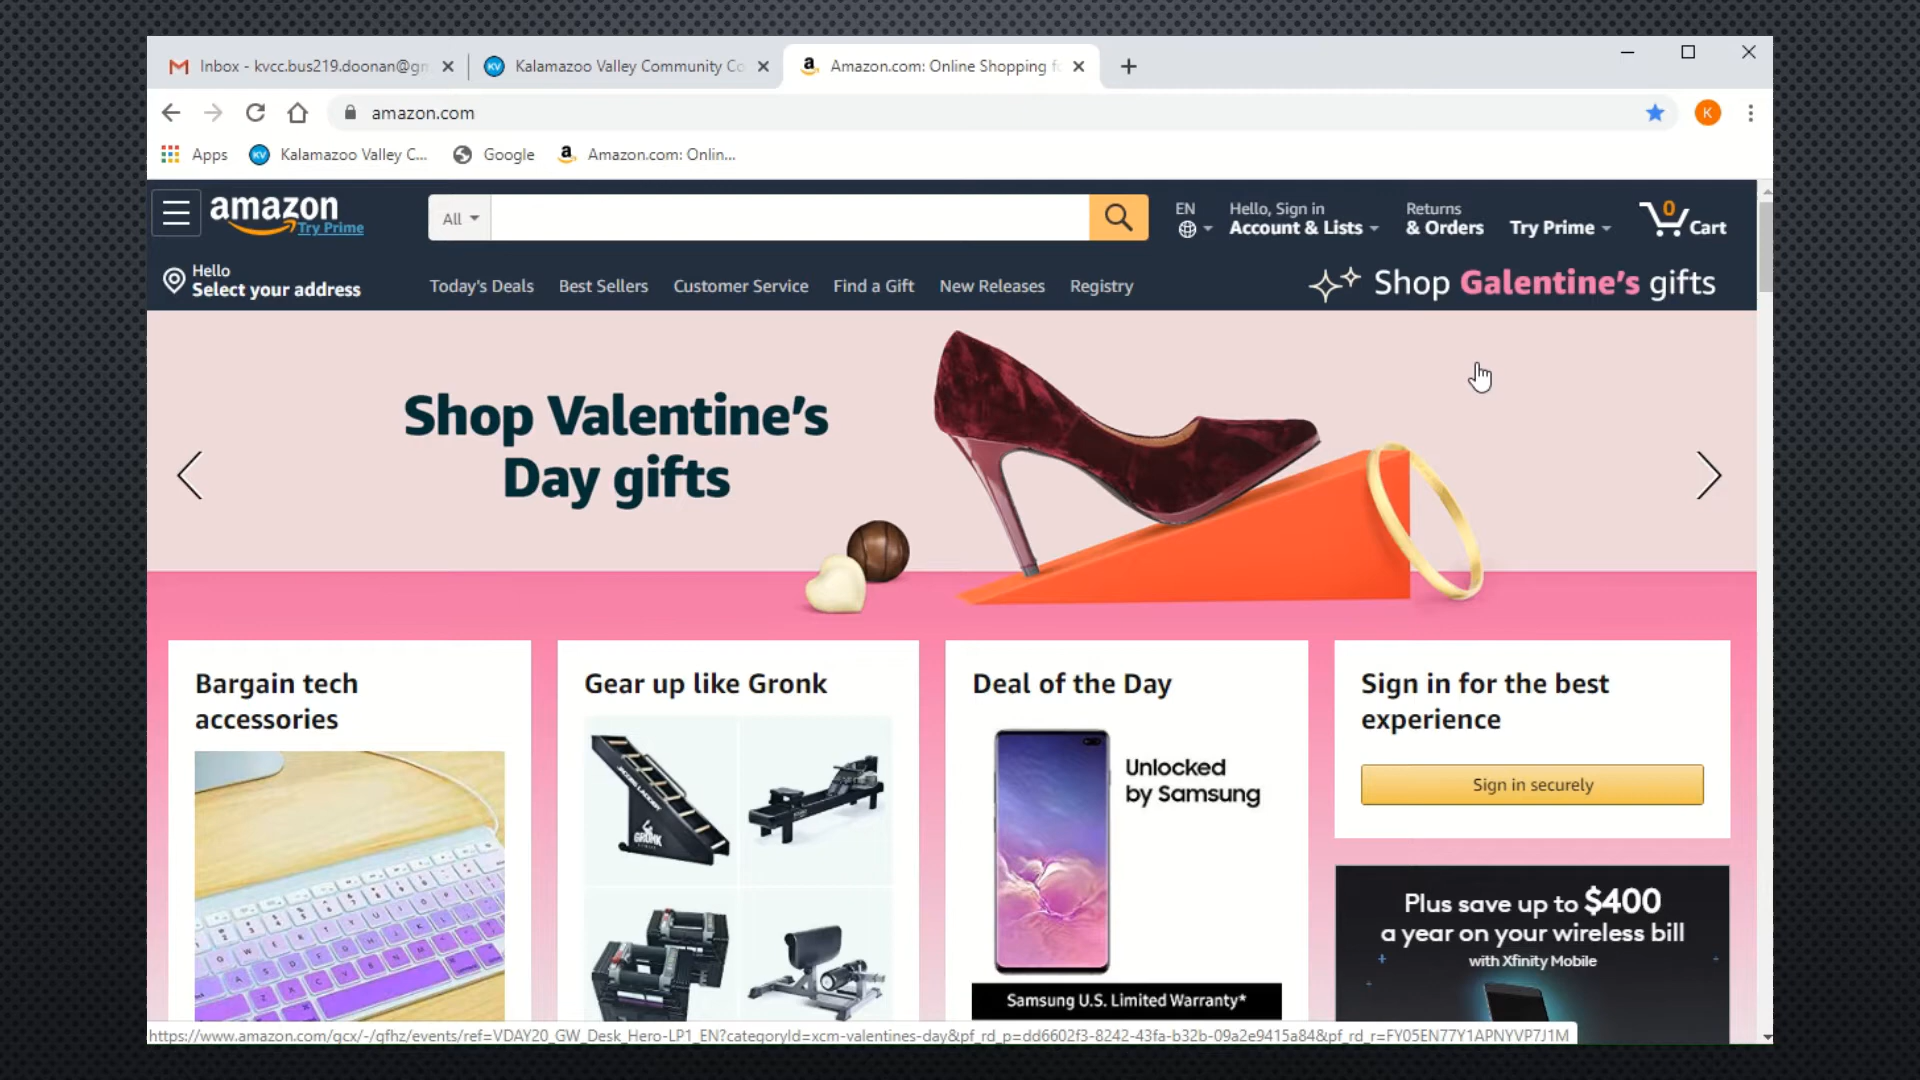 Inbox - kvcc.bus219.doonan@gm
Kalamazoo Valley Community Co
Amazon.com: Online Shopping fo
amazon.com
K
Apps
KV
Kalamazoo Valley C...
Google
Amazon.com: Onlin...
amazon
Try Prime
All
EN
Hello, Sign in
Account & Lists
Returns
& Orders
Try Prime
0
Cart
Hello
Select your address
Today's Deals
Best Sellers
Customer Service
Find a Gift
New Releases
Registry
Shop Galentine's gifts
Shop Valentine's
Day gifts
Bargain tech
accessories
Gear up like Gronk
JACOBS LADDER
GRONK
Deal of the Day
Unlocked
by Samsung
Samsung U.S. Limited Warranty*
Sign in for the best
experience
Sign in securely
Plus save up to $400
a year on your wireless bill
with Xfinity Mobile
https://www.amazon.com/gcx/-/gfhz/events/ref=VDAY20_GW_Desk_Hero-LP1_EN?categoryId=xcm-valentines-day&pf_rd_p=dd6602f3-8242-43fa-b32b-09a2e9415a84&pf_rd_r=FY05EN77Y1APNYVP7J1M